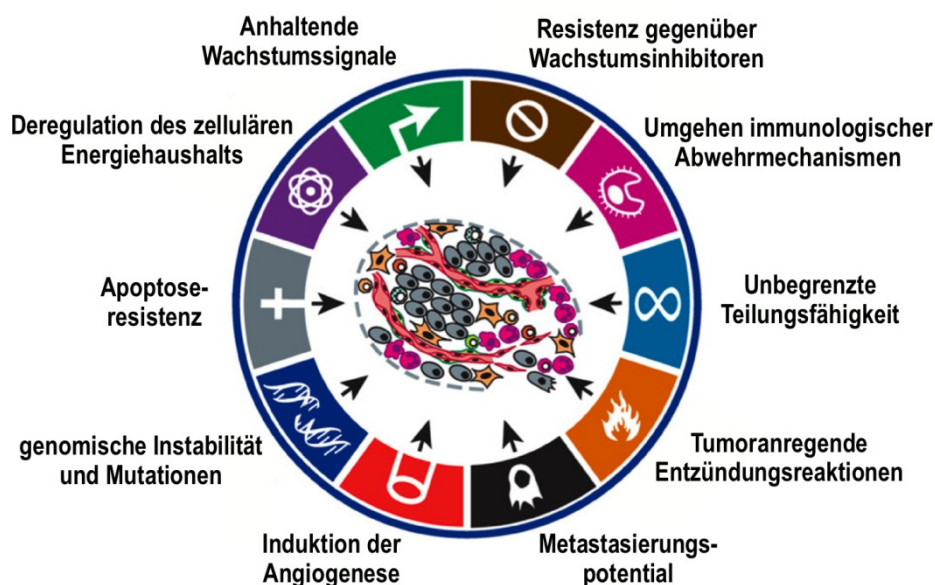 Anhaltende
Wachstumssignale
Resistenz gegenüber
Wachstumsinhibitoren
Deregulation des zellulären
Energiehaushalts
Umgehen immunologischer
Abwehrmechanismen
Apoptose-
resistenz
Unbegrenzte
Teilungsfähigkeit
genomische Instabilität
und Mutationen
Tumoranregende
Entzündungsreaktionen
Induktion der
Angiogenese
Metastasierungs-
potential